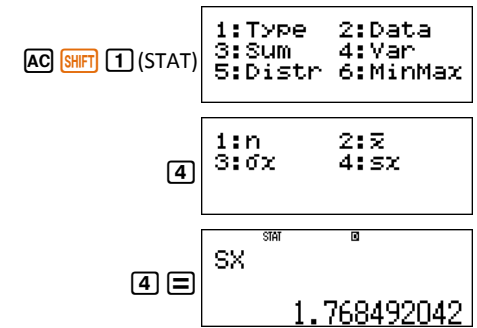 AC SHIFT 1 (STAT)
1:Type 2:Data
3:Sum 4:Var
5:Distr 6:MinMax
4
1:n 2:x̅
3:σx 4:sx
4 =
STAT D
SX
1.768492042